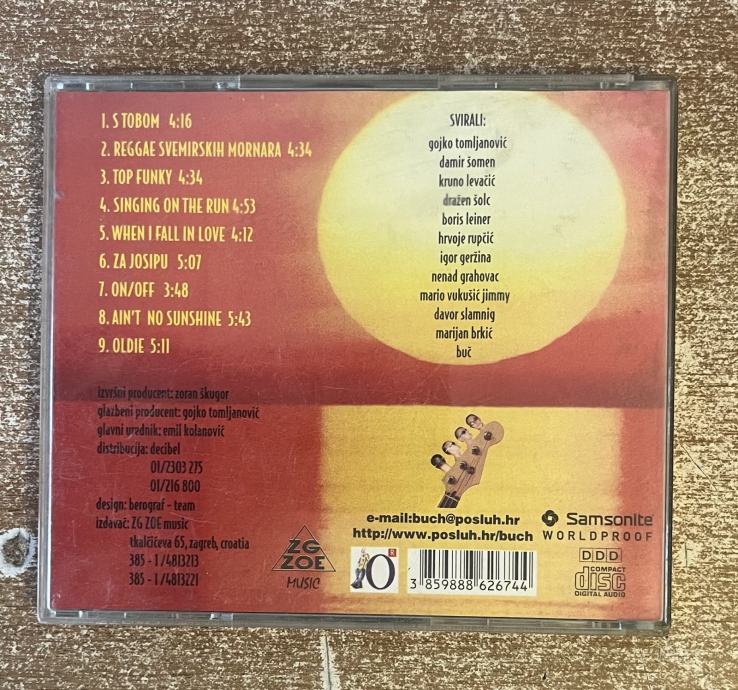 1. S TOBOM 4:16
2. REGGAE SVEMIRSKIH MORNARA 4:34
3. TOP FUNKY 4:34
4. SINGING ON THE RUN 4:53
5. WHEN I FALL IN LOVE 4:12
6. ZA JOSIPU 5:07
7. ON/OFF 3:48
8. AIN'T NO SUNSHINE 5:43
9. OLDIE 5:11
SVIRALI:
gojko tomljanović
damir šomen
kruno levačić
dražen šolc
boris leiner
hrvoje rupčić
igor geržina
nenad grahovac
mario vukušić jimmy
davor slamnig
marijan brkić
buč
izvršni producent: zoran škugor
glazbeni producent: gojko tomljanović
glavni urednik: emil kolanović
distribucija: decibel
01/2303 275
01/216 800
design: berograf - team
izdavač: ZG ZOE music
tkalčićeva 65, zagreb, croatia
385 - 1 /4813213
385 - 1/4813221
ZG
ZOE
MUSIC
e-mail:buch@posluh.hr
http://www.posluh.hr/buch
O
R
3 859888 626744
Samsonite
WORLDPROOF
DDD
COMPACT
disc
DIGITAL AUDIO